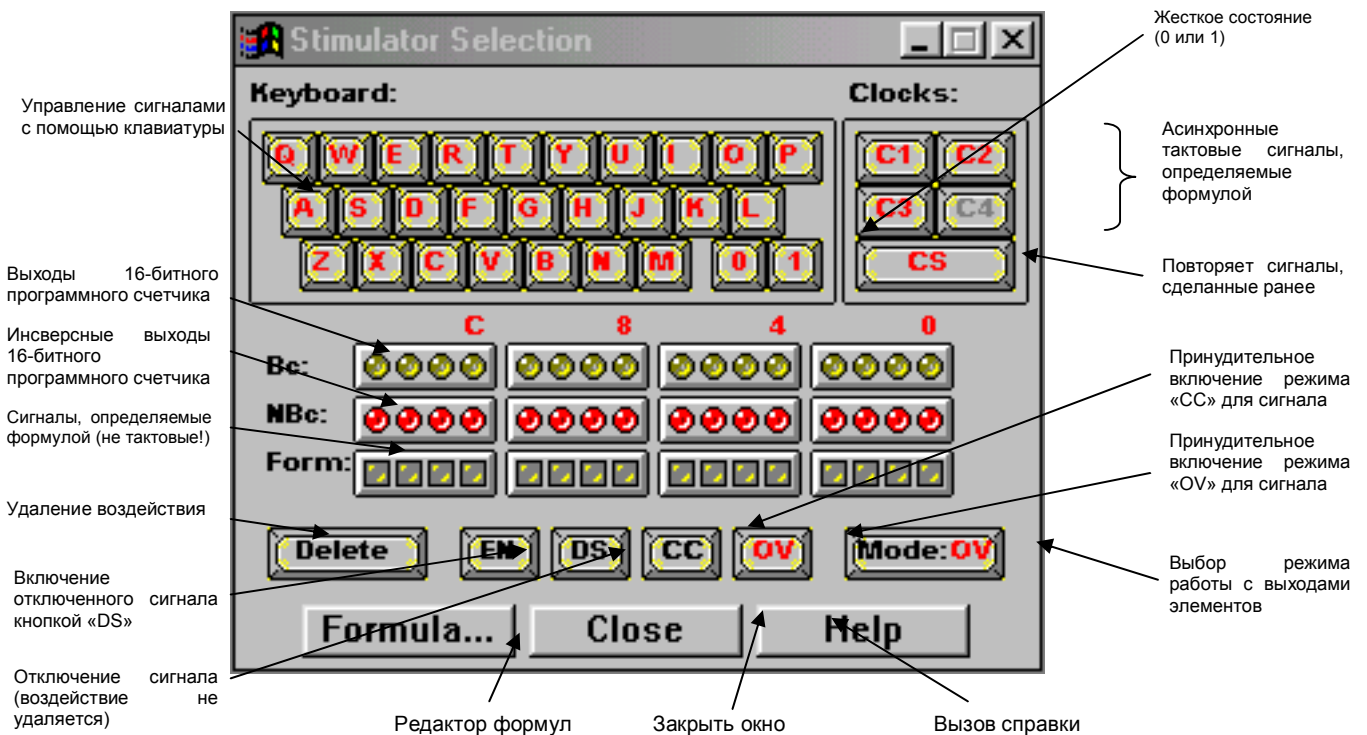 Stimulator Selection
Жесткое состояние
(0 или 1)
Keyboard:
Clocks:
Управление сигналами
с помощью клавиатуры
Q W E R T Y U I O P
C1 C2
Асинхронные
тактовые сигналы,
определяемые
формулой
A S D F G H J K L
C3 C4
Z X C V B N M 0 1
CS
Выходы 16-битного
программного счетчика
Повторяет сигналы,
сделанные ранее
C 8 4 0
Инсверсные выходы
16-битного
программного счетчика
Bc:
Принудительное
включение режима
«CC» для сигнала
NBc:
Сигналы, определяемые
формулой (не тактовые!)
Form:
Принудительное
включение режима
«OV» для сигнала
Удаление воздействия
Delete EN DS CC OV Mode:OV
Выбор режима
работы с выходами
элементов
Включение
отключенного сигнала
кнопкой «DS»
Formula... Close Help
Отключение сигнала
(воздействие не
удаляется)
Редактор формул
Закрыть окно
Вызов справки